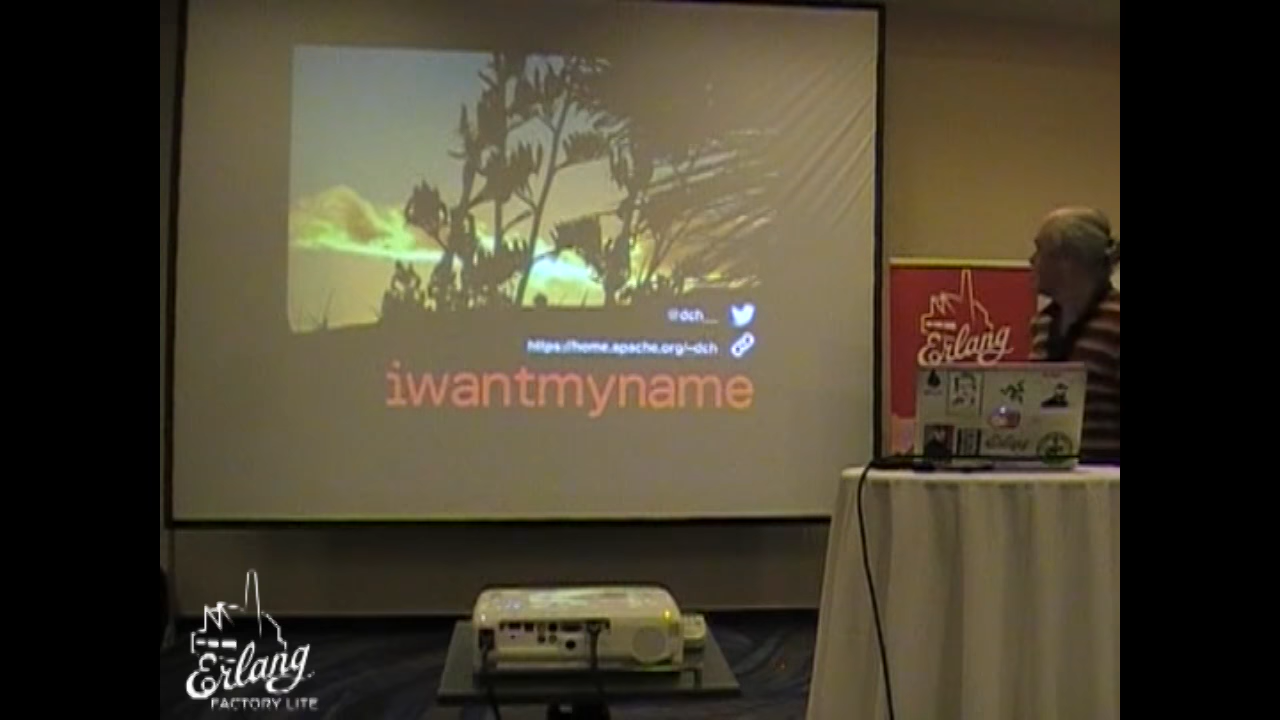 @dch__
https://home.apache.org/~dch
iwantmyname
Erlang
Erlang
FACTORY LITE